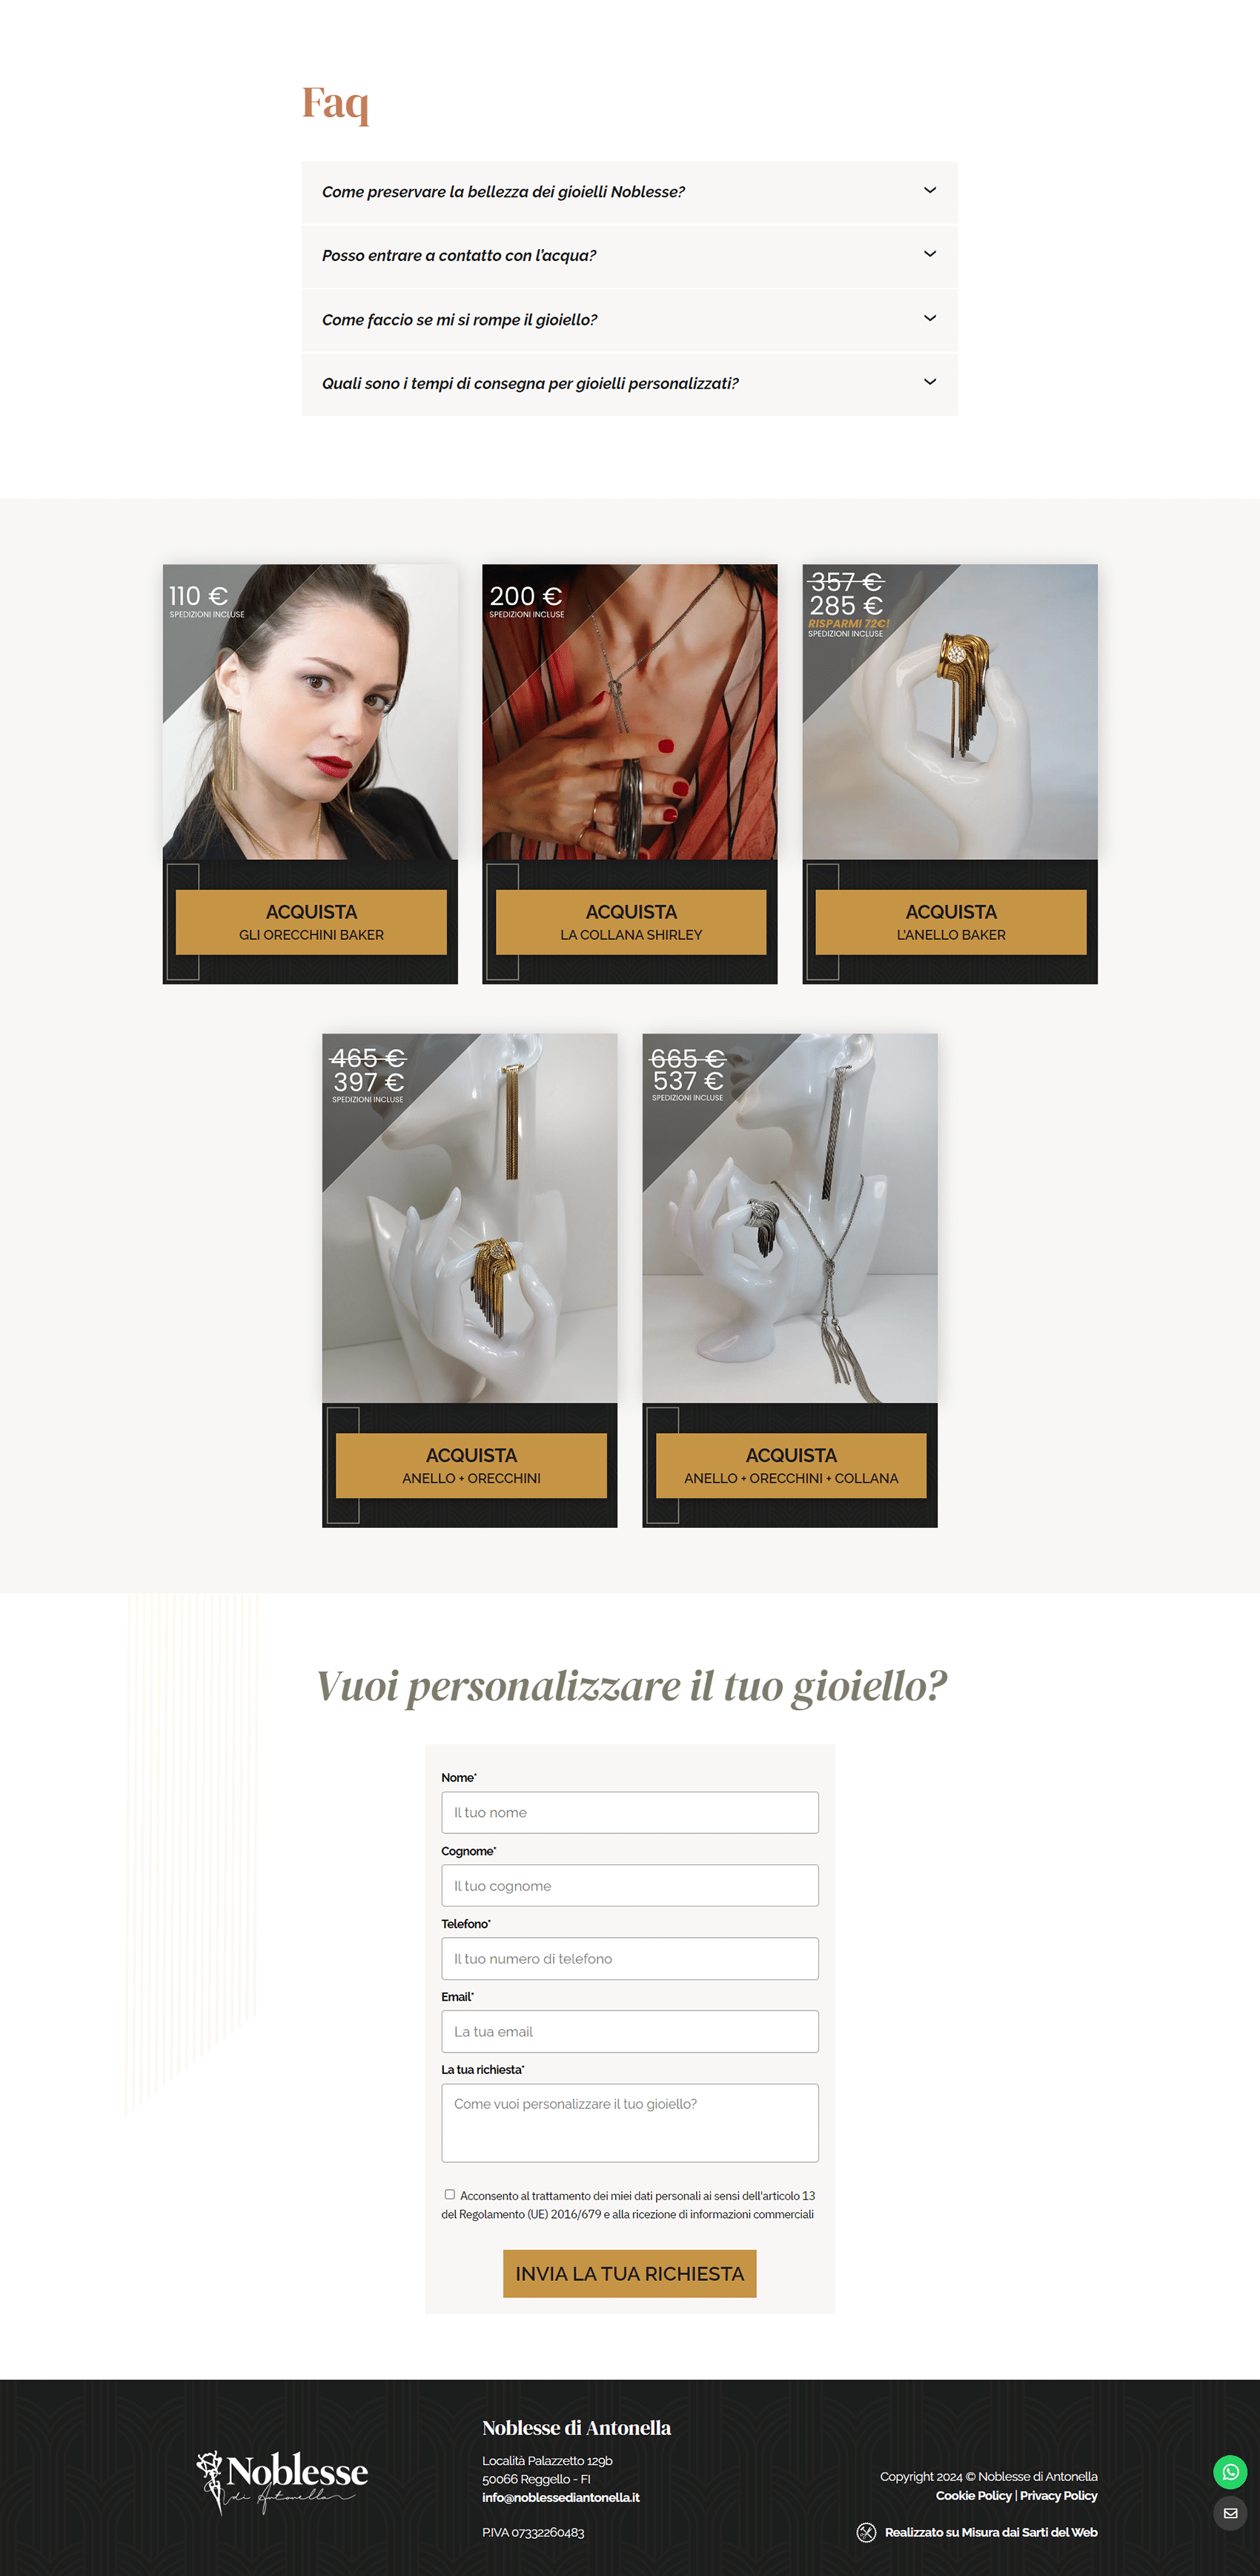 Faq
Come preservare la bellezza dei gioielli Noblesse?
Posso entrare a contatto con l'acqua?
Come faccio se mi si rompe il gioiello?
Quali sono i tempi di consegna per gioielli personalizzati?
110 €
SPEDIZIONI INCLUSE
200 €
SPEDIZIONI INCLUSE
357 €
285 €
RISPARMI 72€!
SPEDIZIONI INCLUSE
ACQUISTA
GLI ORECCHINI BAKER
ACQUISTA
LA COLLANA SHIRLEY
ACQUISTA
L'ANELLO BAKER
465 €
397 €
SPEDIZIONI INCLUSE
665 €
537 €
SPEDIZIONI INCLUSE
ACQUISTA
ANELLO + ORECCHINI
ACQUISTA
ANELLO + ORECCHINI + COLLANA
Vuoi personalizzare il tuo gioiello?
Nome*
Il tuo nome
Cognome*
Il tuo cognome
Telefono*
Il tuo numero di telefono
Email*
La tua email
La tua richiesta*
Come vuoi personalizzare il tuo gioiello?
Acconsento al trattamento dei miei dati personali ai sensi dell'articolo 13
del Regolamento (UE) 2016/679 e alla ricezione di informazioni commerciali
INVIA LA TUA RICHIESTA
Noblesse
di Antonella
Noblesse di Antonella
Località Palazzetto 129b
50066 Reggello - FI
info@noblessediantonella.it
P.IVA 07332260483
Copyright 2024 © Noblesse di Antonella
Cookie Policy | Privacy Policy
Realizzato su Misura dai Sarti del Web